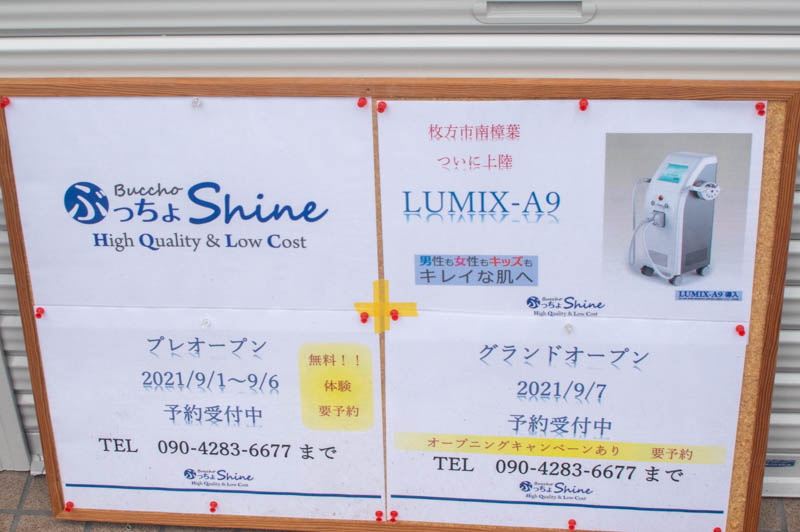 Buccho
ぶっちょ Shine
High Quality & Low Cost
枚方市南樟葉
ついに上陸
LUMIX-A9
男性も女性もキッズも
キレイな肌へ
LUMIX-A9 導入
Buccho
ぶっちょ Shine
High Quality & Low Cost
プレオープン
2021/9/1～9/6
予約受付中
無料！！
体験
要予約
TEL 090-4283-6677 まで
Buccho
ぶっちょ Shine
High Quality & Low Cost
グランドオープン
2021/9/7
予約受付中
オープニングキャンペーンあり 要予約
TEL 090-4283-6677 まで
Buccho
ぶっちょ Shine
High Quality & Low Cost